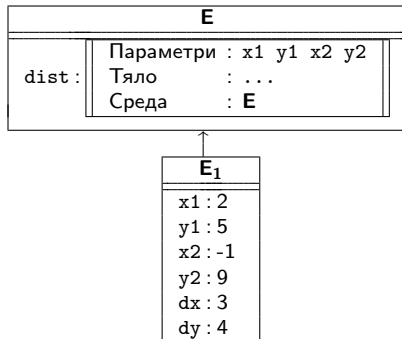 E
dist :
Параметри : x1 y1 x2 y2
Тяло : ...
Среда : E
E1
x1 : 2
y1 : 5
x2 : -1
y2 : 9
dx : 3
dy : 4